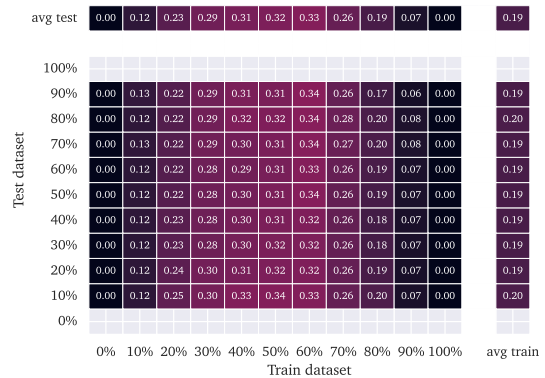 avg test 0.00 0.12 0.23 0.29 0.31 0.32 0.33 0.26 0.19 0.07 0.00 0.19
100%
90% 0.00 0.13 0.22 0.29 0.31 0.31 0.34 0.26 0.17 0.06 0.00 0.19
80% 0.00 0.12 0.22 0.29 0.32 0.32 0.34 0.28 0.20 0.08 0.00 0.20
70% 0.00 0.13 0.22 0.29 0.30 0.31 0.34 0.27 0.20 0.08 0.00 0.19
60% 0.00 0.12 0.22 0.28 0.29 0.31 0.33 0.26 0.19 0.07 0.00 0.19
50% 0.00 0.12 0.22 0.28 0.30 0.31 0.34 0.26 0.19 0.07 0.00 0.19
40% 0.00 0.12 0.23 0.28 0.30 0.31 0.32 0.26 0.18 0.07 0.00 0.19
30% 0.00 0.12 0.23 0.28 0.30 0.32 0.32 0.26 0.18 0.07 0.00 0.19
20% 0.00 0.12 0.24 0.30 0.31 0.32 0.32 0.26 0.19 0.07 0.00 0.19
10% 0.00 0.12 0.25 0.30 0.33 0.34 0.33 0.26 0.20 0.07 0.00 0.20
0%
Test dataset
0% 10% 20% 30% 40% 50% 60% 70% 80% 90% 100% avg train
Train dataset